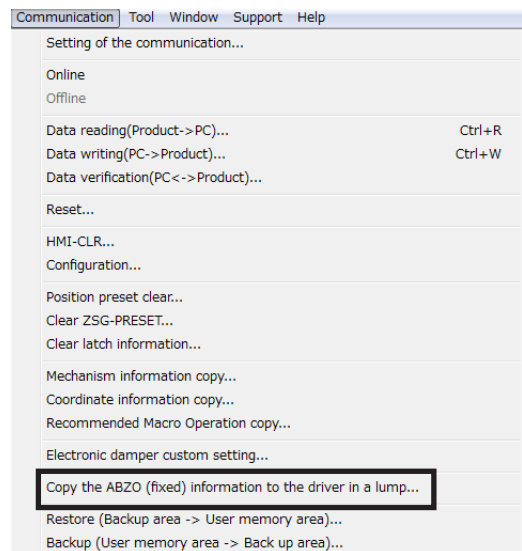 Communication Tool Window Support Help
Setting of the communication...
Online
Offline
Data reading(Product->PC)... Ctrl+R
Data writing(PC->Product)... Ctrl+W
Data verification(PC<->Product)...
Reset...
HMI-CLR...
Configuration...
Position preset clear...
Clear ZSG-PRESET...
Clear latch information...
Mechanism information copy...
Coordinate information copy...
Recommended Macro Operation copy...
Electronic damper custom setting...
Copy the ABZO (fixed) information to the driver in a lump...
Restore (Backup area -> User memory area)...
Backup (User memory area -> Back up area)...